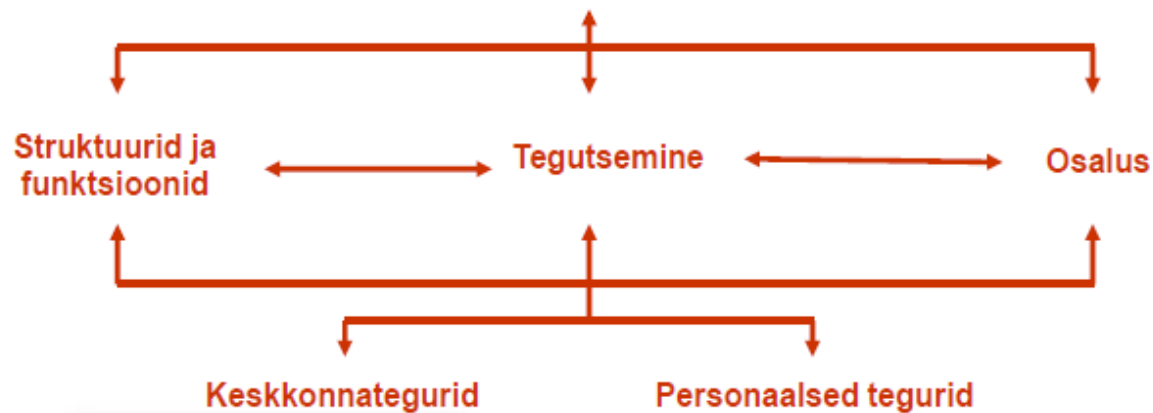 Struktuurid ja
funktsioonid
Tegutsemine
Osalus
Keskkonnategurid
Personaalsed tegurid